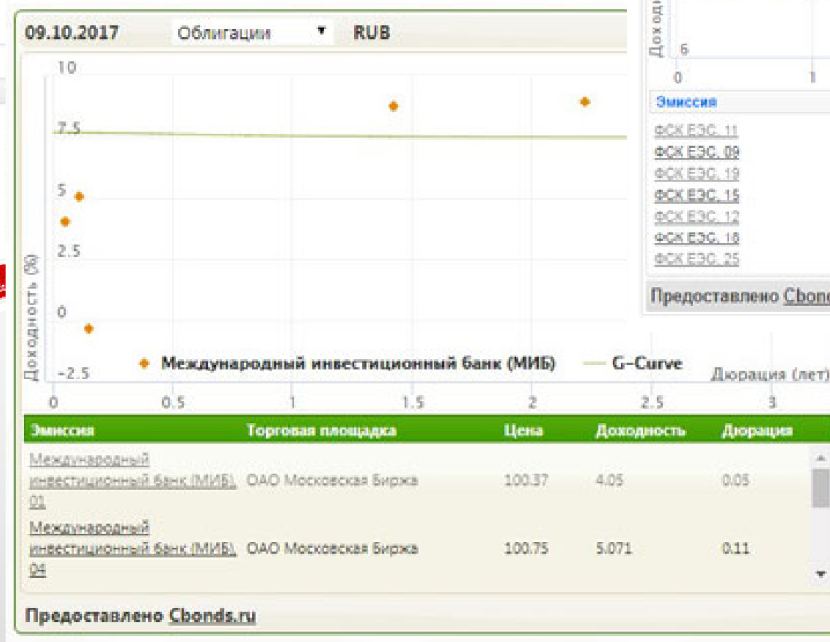 09.10.2017 Облигации RUB
10
7.5
5
2.5
0
-2.5
Доходность (%)
Международный инвестиционный банк (МИБ) G-Curve
Дюрация (лет)
0 0.5 1 1.5 2 2.5 3
Эмиссия Торговая площадка Цена Доходность Дюрация
Международный
инвестиционный банк (МИБ), ОАО Московская Биржа 100.37 4.05 0.05
01
Международный
инвестиционный банк (МИБ), ОАО Московская Биржа 100.75 5.071 0.11
04
Предоставлено Cbonds.ru
6
0 1
Эмиссия
ФСК ЕЭС, 11
ФСК ЕЭС, 09
ФСК ЕЭС, 19
ФСК ЕЭС, 15
ФСК ЕЭС, 12
ФСК ЕЭС, 18
ФСК ЕЭС, 25
Предоставлено